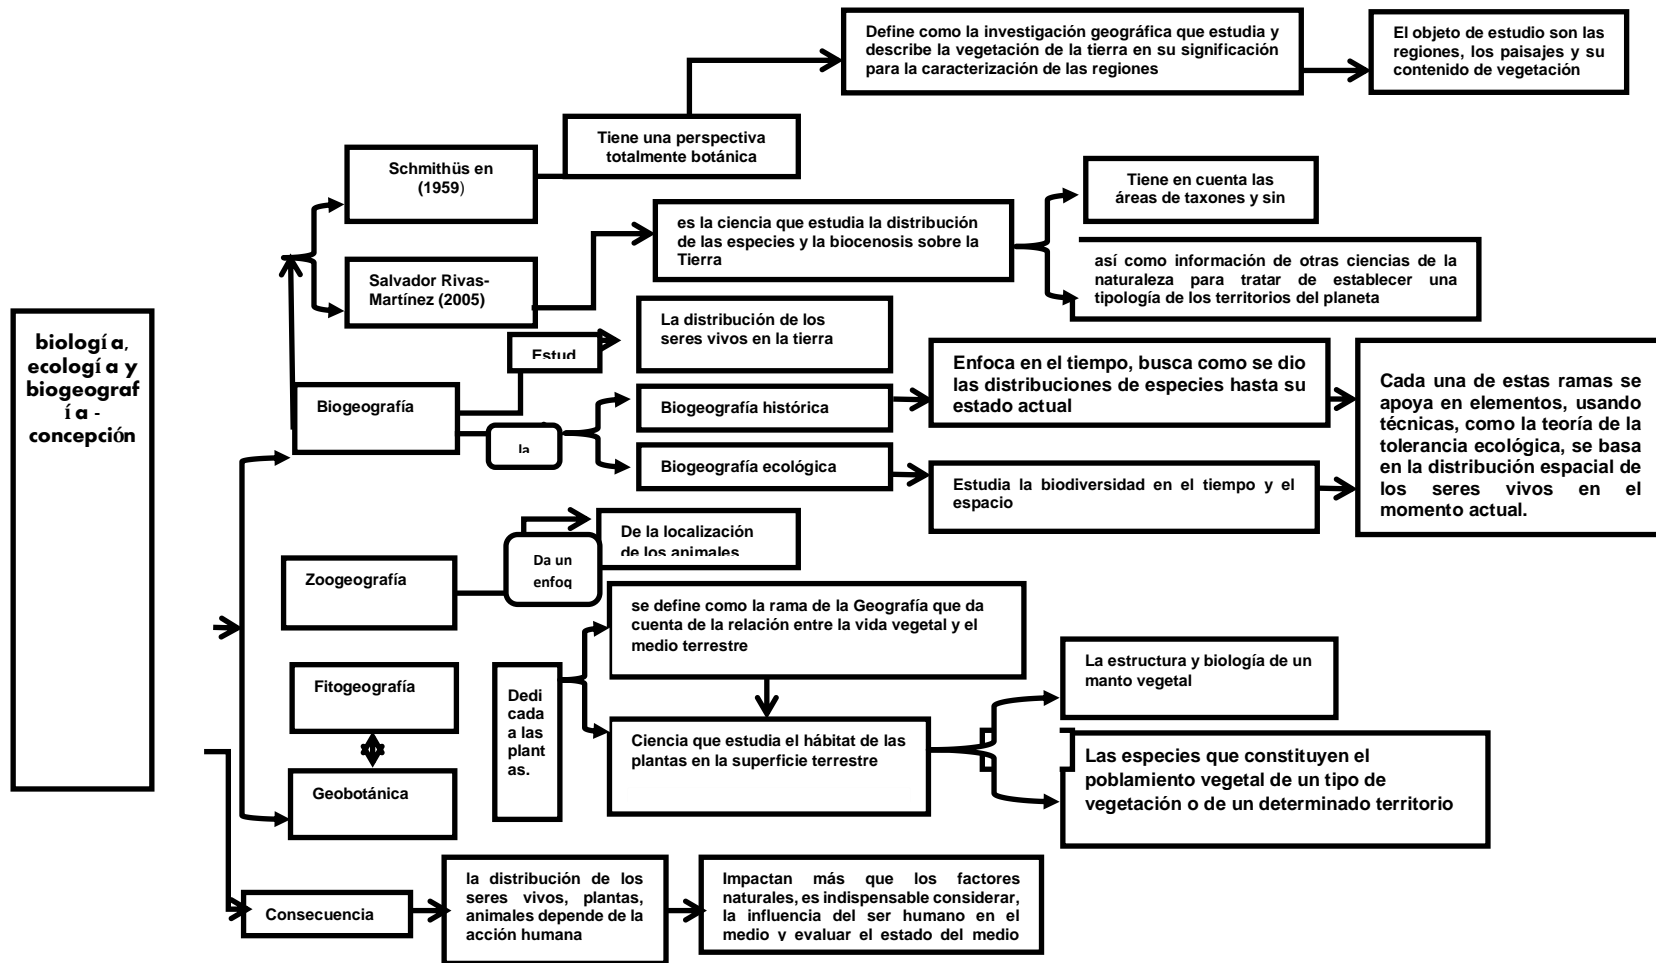 biología,
ecología y
biogeograf
ía -
concepción
Schmithüs en
(1959)
Tiene una perspectiva
totalmente botánica
Define como la investigación geográfica que estudia y
describe la vegetación de la tierra en su significación
para la caracterización de las regiones
El objeto de estudio son las
regiones, los paisajes y su
contenido de vegetación
Salvador Rivas-
Martínez (2005)
es la ciencia que estudia la distribución
de las especies y la biocenosis sobre la
Tierra
Tiene en cuenta las
áreas de taxones y sin
así como información de otras ciencias de la
naturaleza para tratar de establecer una
tipología de los territorios del planeta
Biogeografía
Estud
La distribución de los
seres vivos en la tierra
la
Biogeografía histórica
Enfoca en el tiempo, busca como se dio
las distribuciones de especies hasta su
estado actual
Biogeografía ecológica
Estudia la biodiversidad en el tiempo y el
espacio
Cada una de estas ramas se
apoya en elementos, usando
técnicas, como la teoría de la
tolerancia ecológica, se basa
en la distribución espacial de
los seres vivos en el
momento actual.
Zoogeografía
Da un
enfoq
De la localización
de los animales
Fitogeografía
Geobotánica
Dedi
cada
a las
plant
as.
se define como la rama de la Geografía que da
cuenta de la relación entre la vida vegetal y el
medio terrestre
Ciencia que estudia el hábitat de las
plantas en la superficie terrestre
La estructura y biología de un
manto vegetal
Las especies que constituyen el
poblamiento vegetal de un tipo de
vegetación o de un determinado territorio
Consecuencia
la distribución de los
seres vivos, plantas,
animales depende de la
acción humana
Impactan más que los factores
naturales, es indispensable considerar,
la influencia del ser humano en el
medio y evaluar el estado del medio